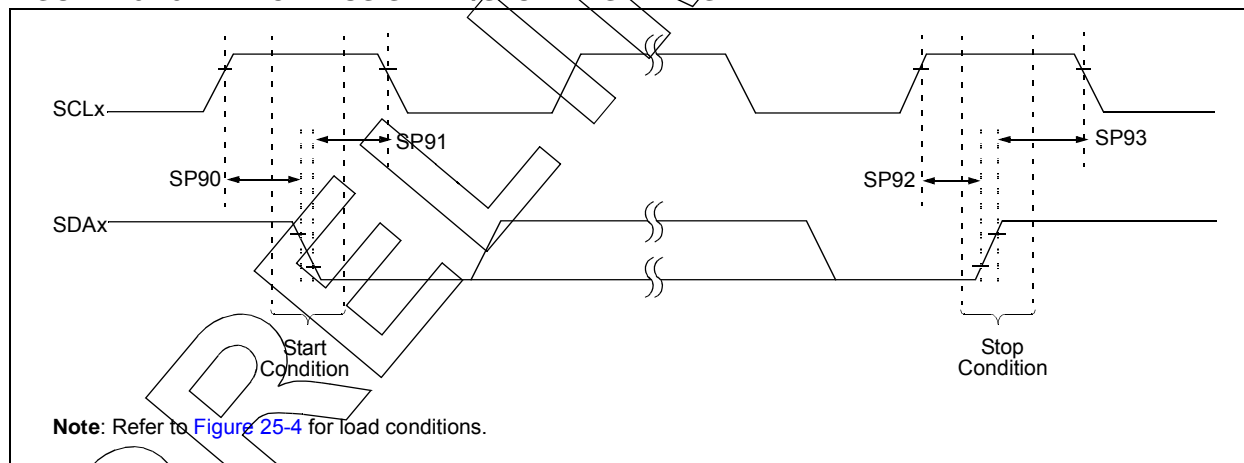 SCLx
SP91
SP93
SP90
SP92
SDAx
Start
Condition
Stop
Condition
Note: Refer to Figure 25-4 for load conditions.